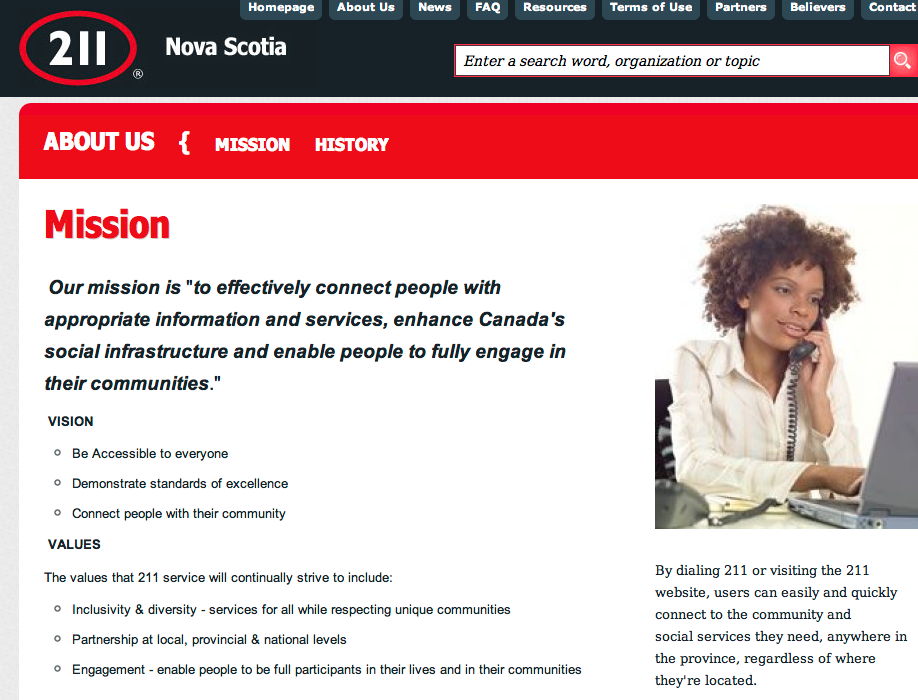 Homepage About Us News FAQ Resources Terms of Use Partners Believers Contact
211 ® Nova Scotia
Enter a search word, organization or topic
ABOUT US { MISSION HISTORY
Mission
Our mission is "to effectively connect people with
appropriate information and services, enhance Canada's
social infrastructure and enable people to fully engage in
their communities."
VISION
Be Accessible to everyone
Demonstrate standards of excellence
Connect people with their community
VALUES
The values that 211 service will continually strive to include:
Inclusivity & diversity - services for all while respecting unique communities
Partnership at local, provincial & national levels
Engagement - enable people to be full participants in their lives and in their communities
By dialing 211 or visiting the 211
website, users can easily and quickly
connect to the community and
social services they need, anywhere in
the province, regardless of where
they're located.